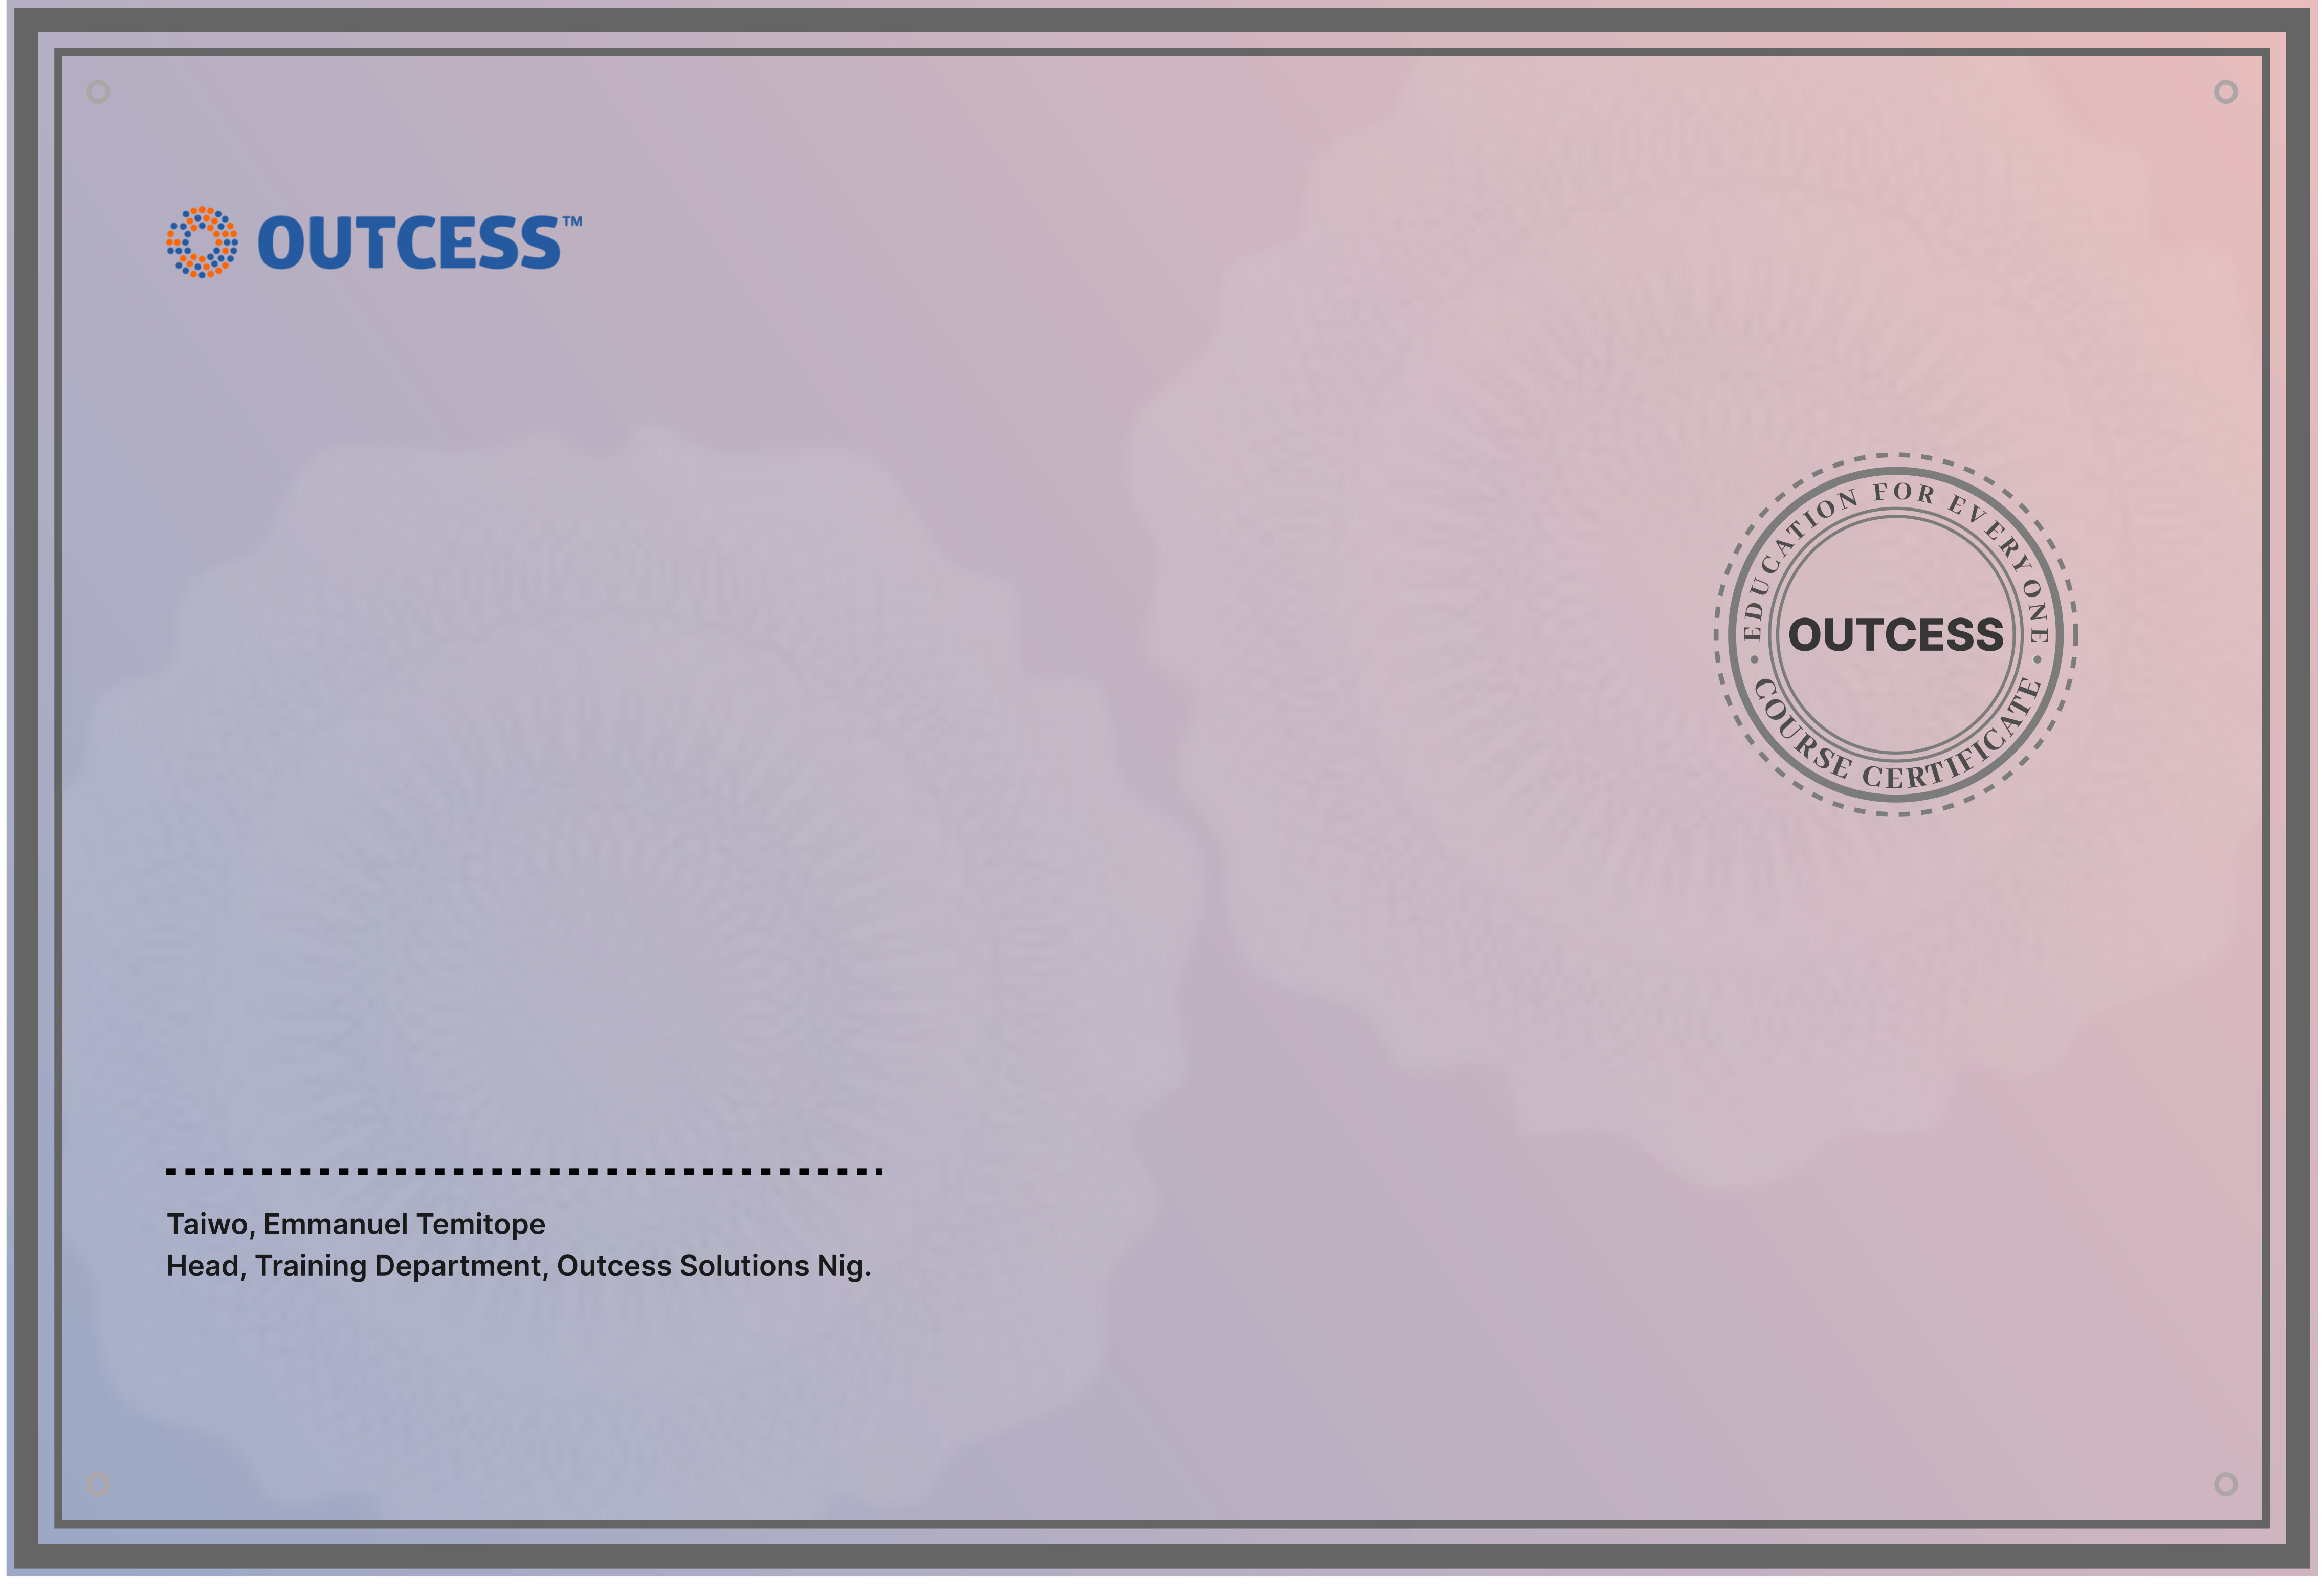 OUTCESS™
EDUCATION FOR EVERYONE
OUTCESS
• COURSE CERTIFICATE •
Taiwo, Emmanuel Temitope
Head, Training Department, Outcess Solutions Nig.